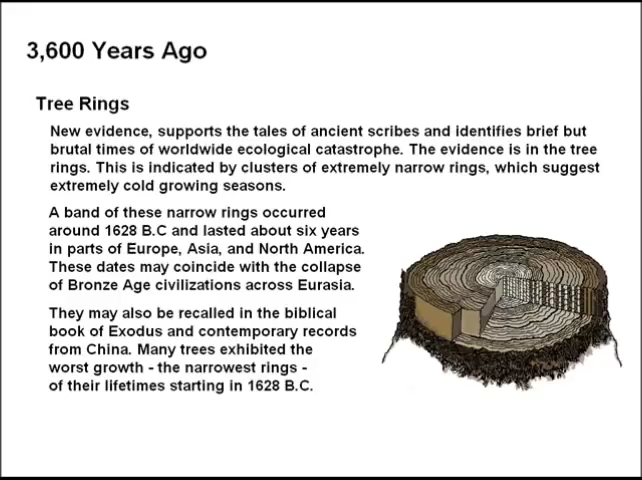 3,600 Years Ago
Tree Rings
New evidence, supports the tales of ancient scribes and identifies brief but
brutal times of worldwide ecological catastrophe. The evidence is in the tree
rings. This is indicated by clusters of extremely narrow rings, which suggest
extremely cold growing seasons.
A band of these narrow rings occurred
around 1628 B.C and lasted about six years
in parts of Europe, Asia, and North America.
These dates may coincide with the collapse
of Bronze Age civilizations across Eurasia.
They may also be recalled in the biblical
book of Exodus and contemporary records
from China. Many trees exhibited the
worst growth - the narrowest rings -
of their lifetimes starting in 1628 B.C.